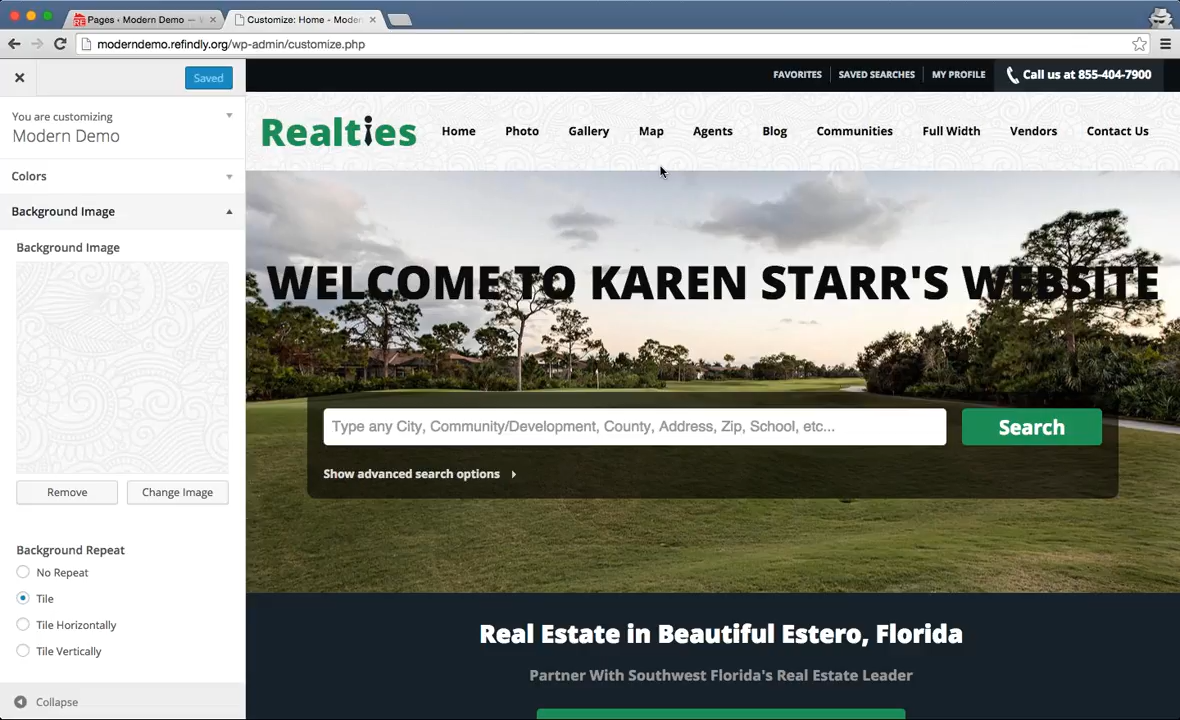 Pages ‹ Modern Demo —
Customize: Home - Moder
moderndemo.refindly.org/wp-admin/customize.php
Saved
You are customizing
Modern Demo
Colors
Background Image
Background Image
Remove
Change Image
Background Repeat
No Repeat
Tile
Tile Horizontally
Tile Vertically
Collapse
FAVORITES
SAVED SEARCHES
MY PROFILE
Call us at 855-404-7900
Realties
Home
Photo
Gallery
Map
Agents
Blog
Communities
Full Width
Vendors
Contact Us
WELCOME TO KAREN STARR'S WEBSITE
Type any City, Community/Development, County, Address, Zip, School, etc...
Search
Show advanced search options
Real Estate in Beautiful Estero, Florida
Partner With Southwest Florida's Real Estate Leader